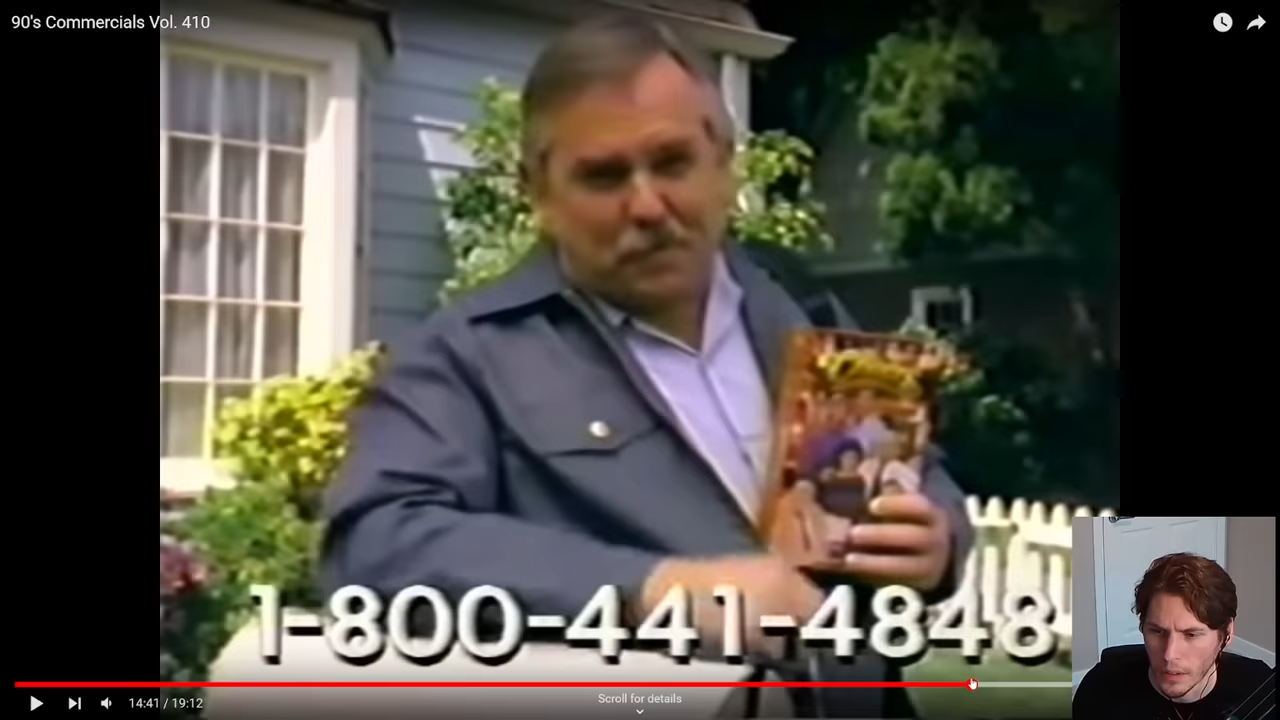 90's Commercials Vol. 410
1-800-441-4848
14:41 / 19:12
Scroll for details